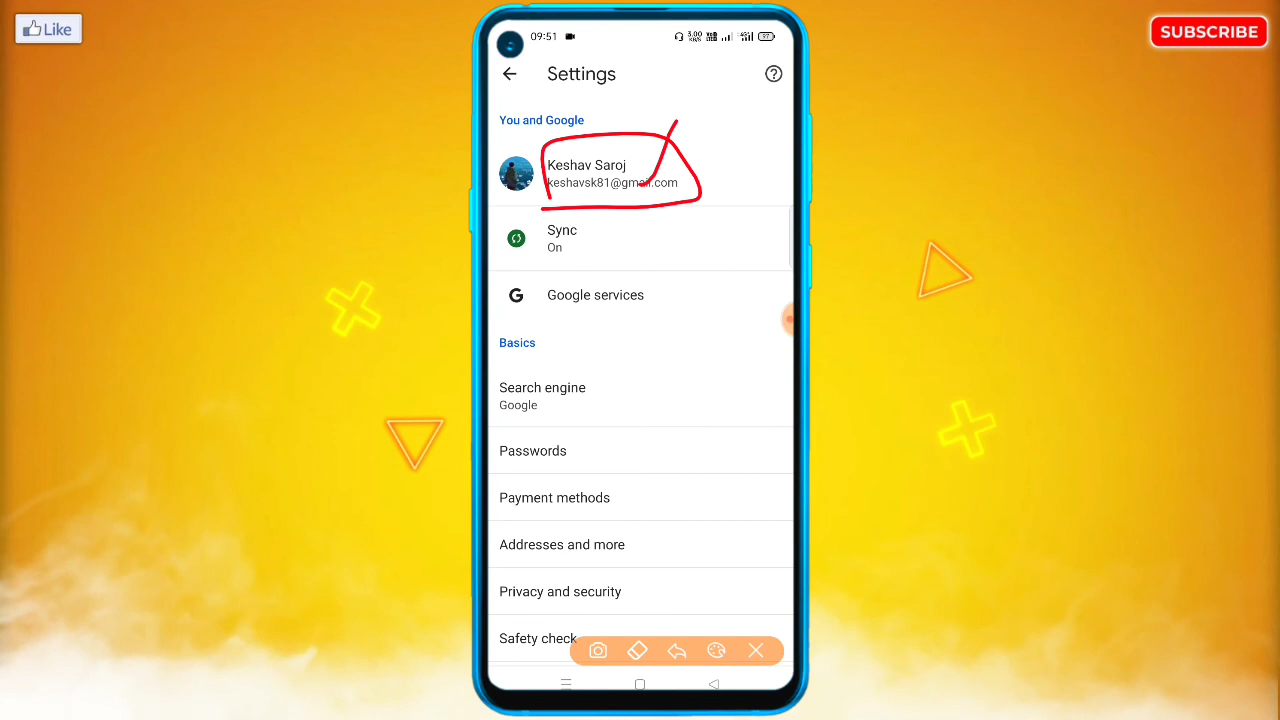 Like
SUBSCRIBE
09:51
Settings
You and Google
Keshav Saroj
keshavsk81@gmail.com
Sync
On
Google services
Basics
Search engine
Google
Passwords
Payment methods
Addresses and more
Privacy and security
Safety check